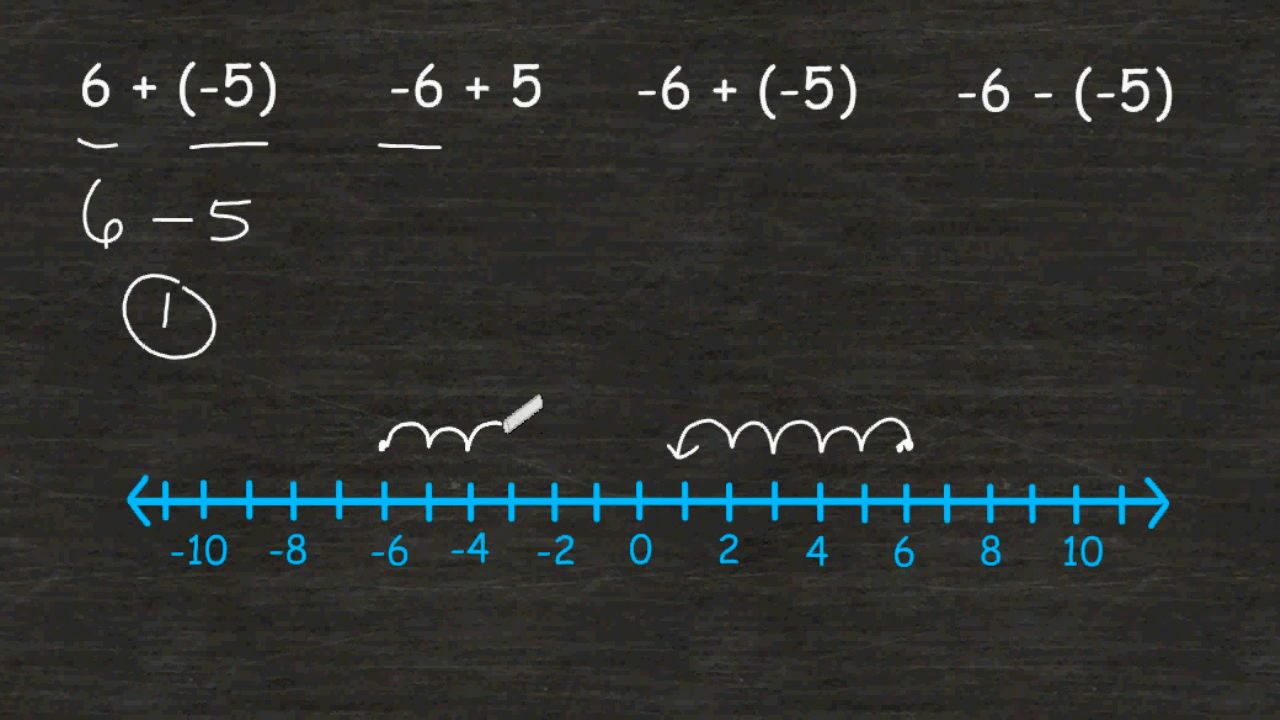 6 + (-5) -6 + 5 -6 + (-5) -6 - (-5)
6 - 5
1
-10 -8 -6 -4 -2 0 2 4 6 8 10